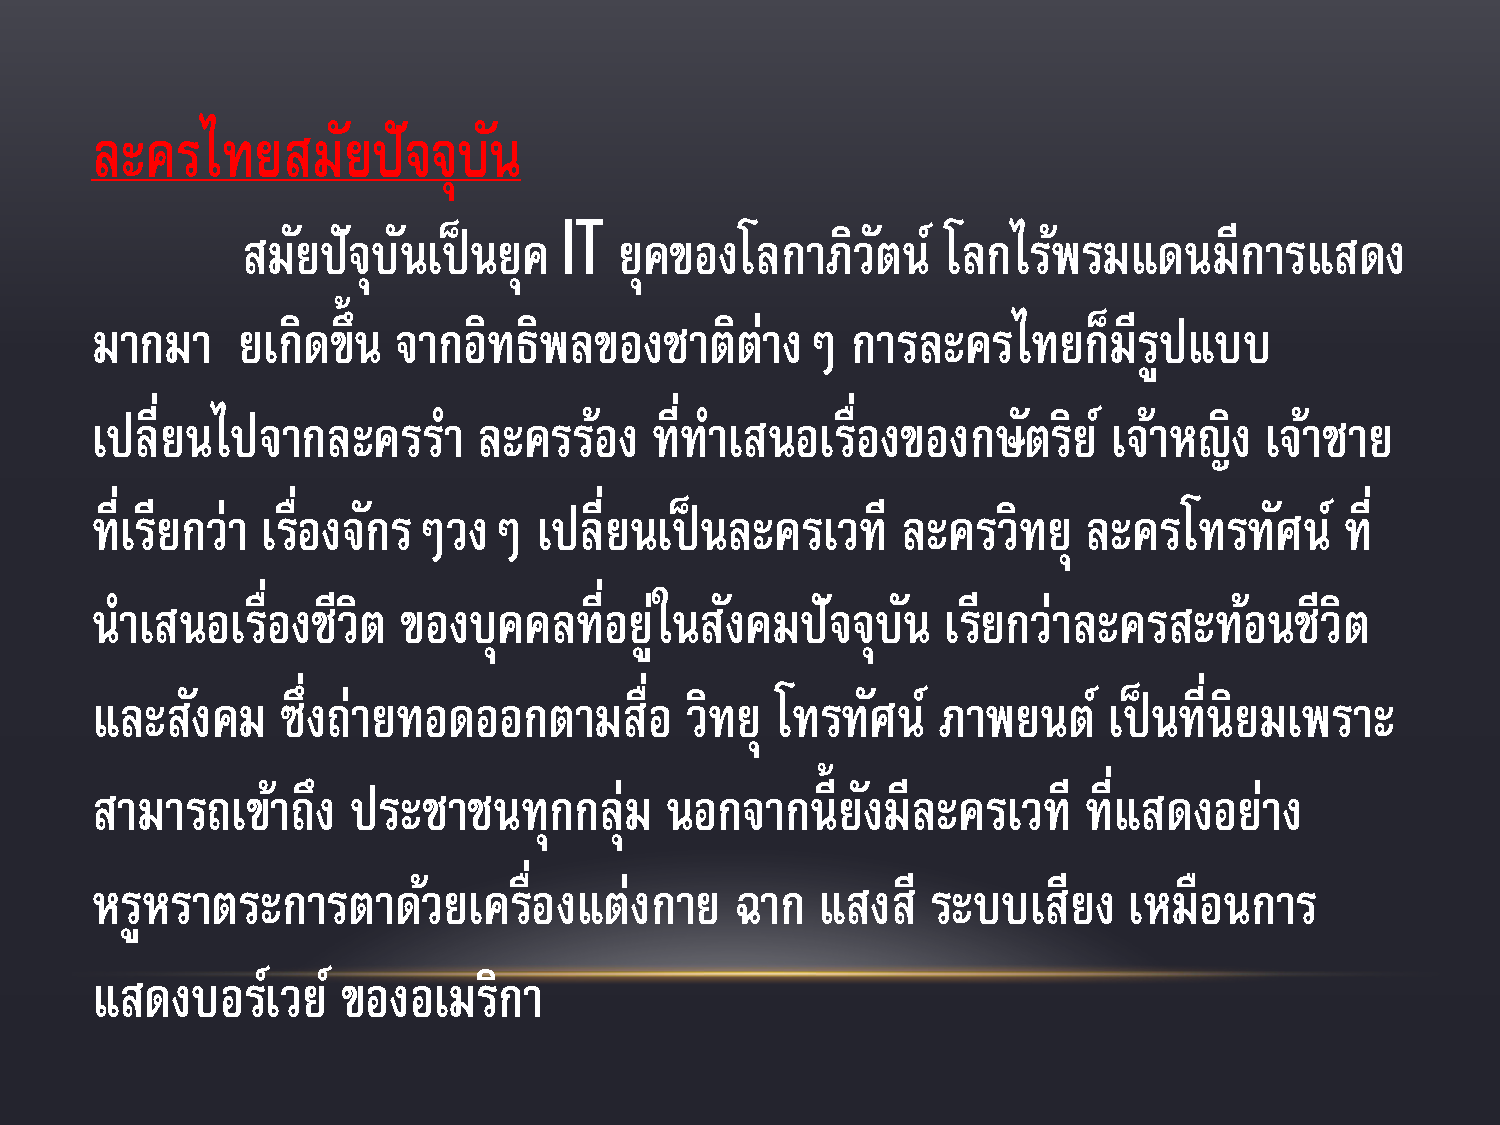 ละครไทยสมัยปัจจุบัน
สมัยปัจุบันเป็นยุค IT ยุคของโลกาภิวัตน์ โลกไร้พรมแดนมีการแสดง
มากมา ยเกิดขึ้น จากอิทธิพลของชาติต่าง ๆ การละครไทยก็มีรูปแบบ
เปลี่ยนไปจากละครรำ ละครร้อง ที่ทำเสนอเรื่องของกษัตริย์ เจ้าหญิง เจ้าชาย
ที่เรียกว่า เรื่องจักร ๆวง ๆ เปลี่ยนเป็นละครเวที ละครวิทยุ ละครโทรทัศน์ ที่
นำเสนอเรื่องชีวิต ของบุคคลที่อยู่ในสังคมปัจจุบัน เรียกว่าละครสะท้อนชีวิต
และสังคม ซึ่งถ่ายทอดออกตามสื่อ วิทยุ โทรทัศน์ ภาพยนต์ เป็นที่นิยมเพราะ
สามารถเข้าถึง ประชาชนทุกกลุ่ม นอกจากนี้ยังมีละครเวที ที่แสดงอย่าง
หรูหราตระการตาด้วยเครื่องแต่งกาย ฉาก แสงสี ระบบเสียง เหมือนการ
แสดงบอร์เวย์ ของอเมริกา